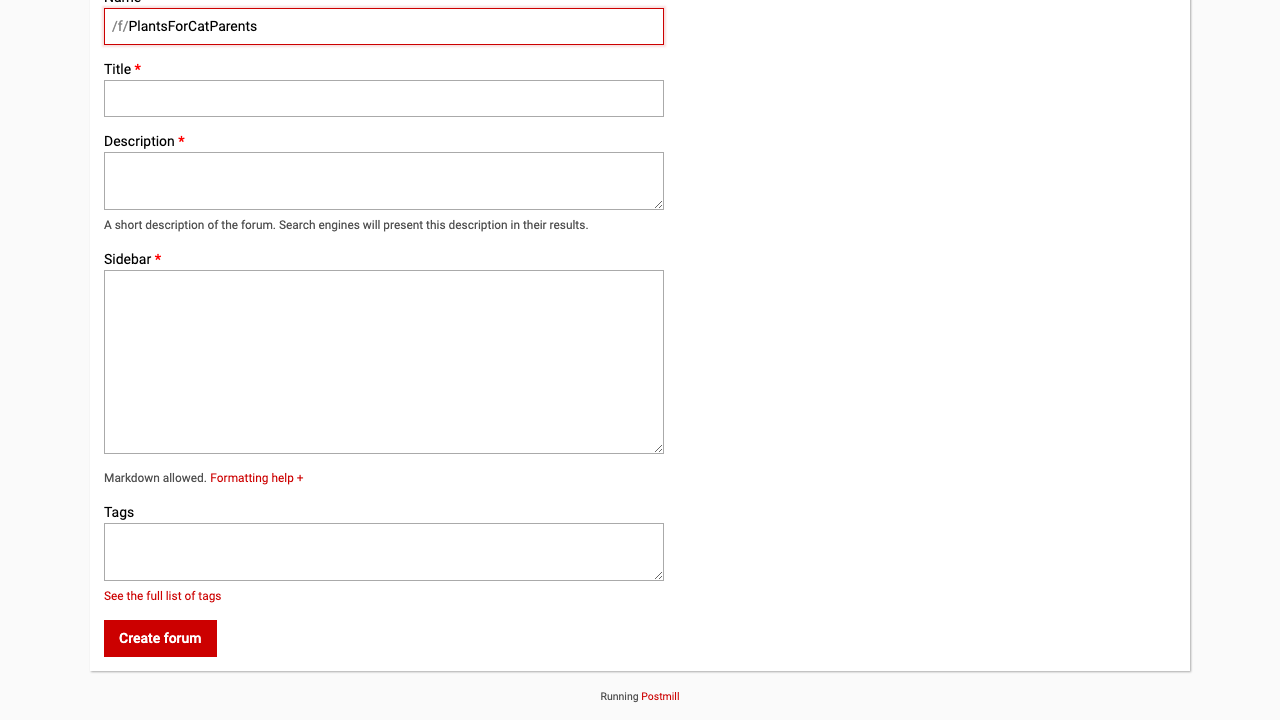 Name
/f/PlantsForCatParents
Title *
Description *
A short description of the forum. Search engines will present this description in their results.
Sidebar *
Markdown allowed. Formatting help +
Tags
See the full list of tags
Create forum
Running Postmill